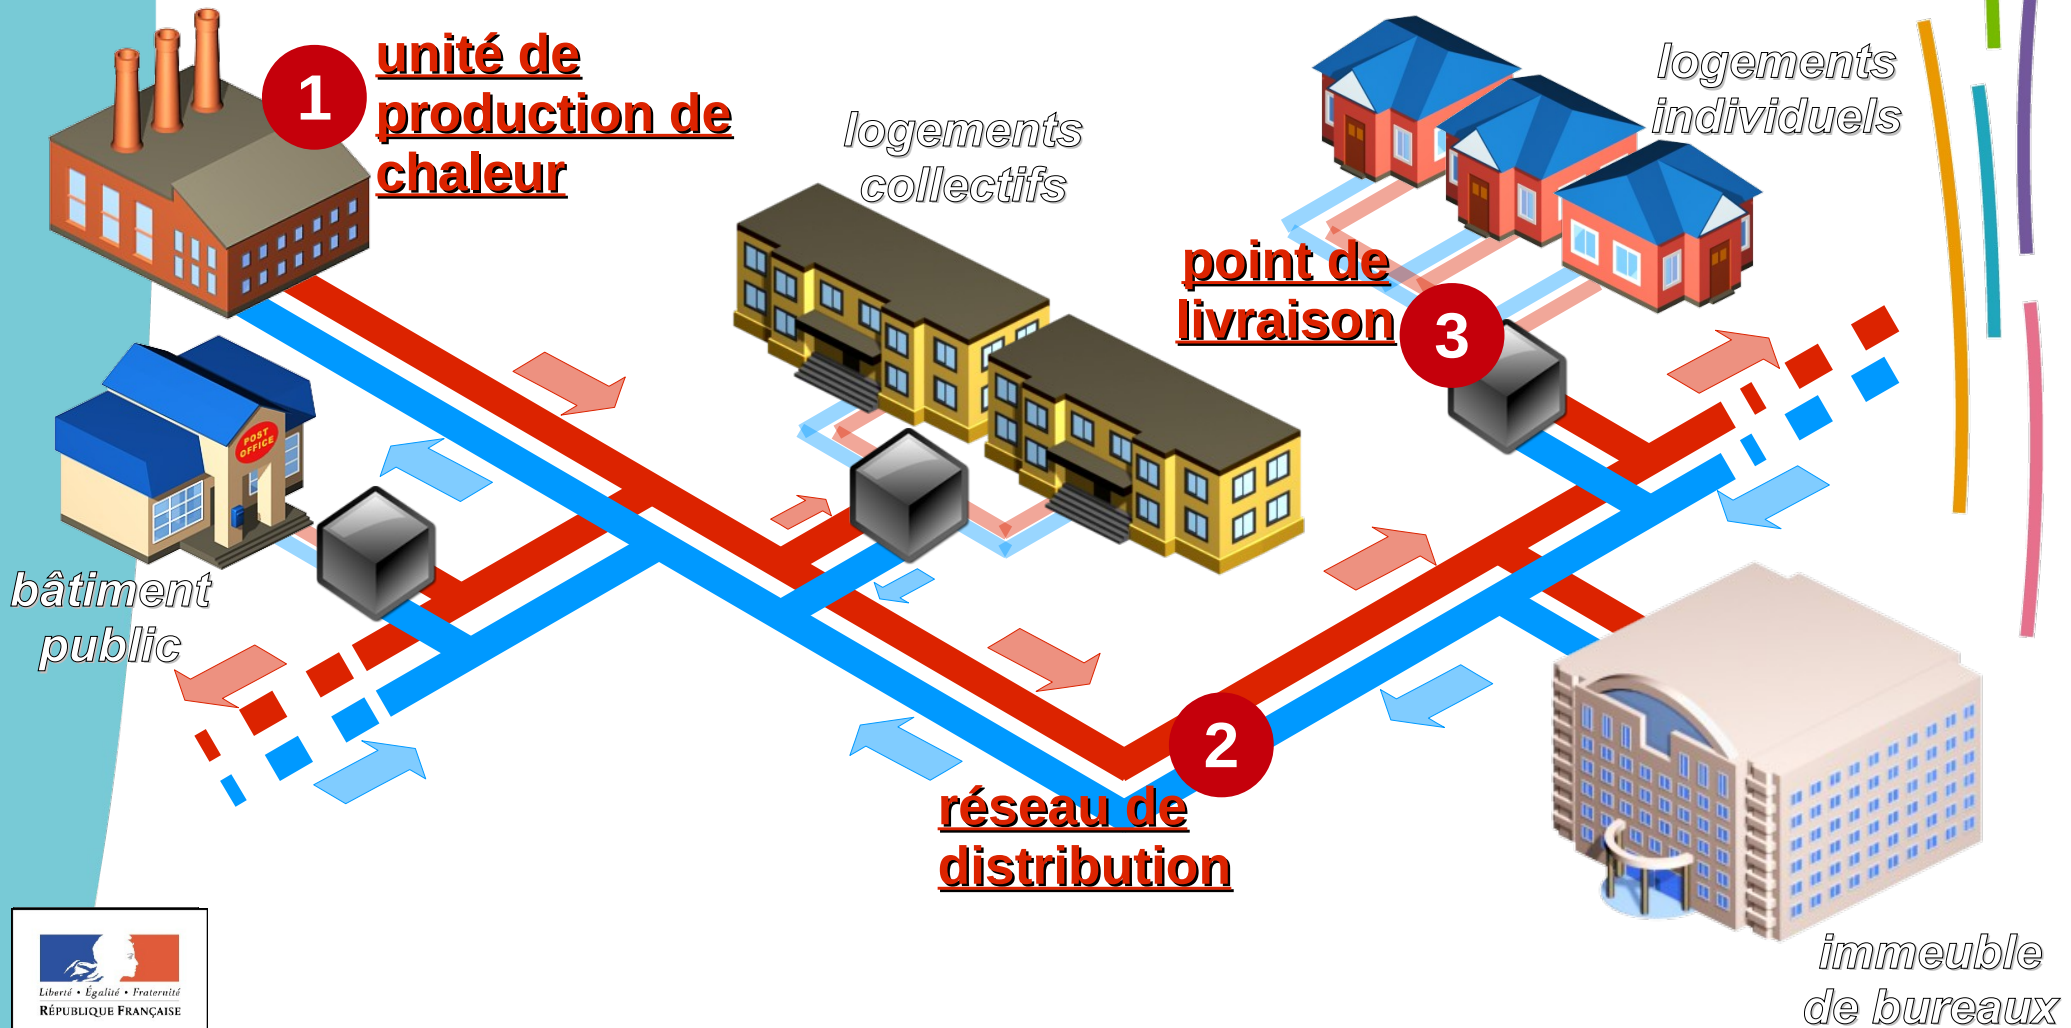 1
unité de
production de
chaleur
logements
collectifs
logements
individuels
point de
livraison
3
POST
OFFICE
bâtiment
public
2
réseau de
distribution
immeuble
de bureaux
Liberté • Égalité • Fraternité
RÉPUBLIQUE FRANÇAISE